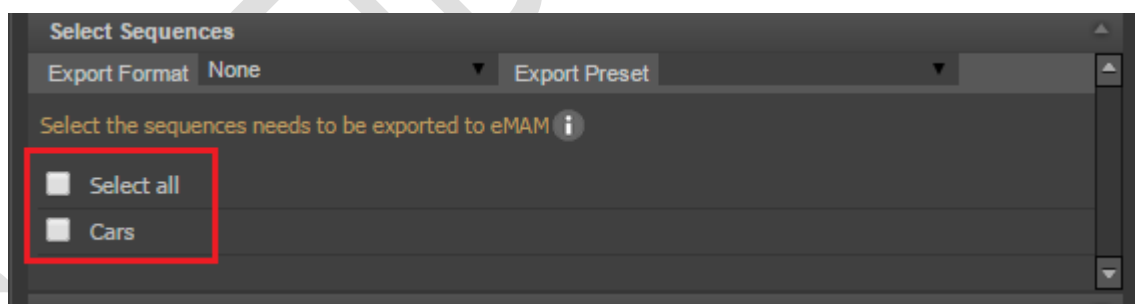 Select Sequences
Export Format None Export Preset
Select the sequences needs to be exported to eMAM
Select all
Cars